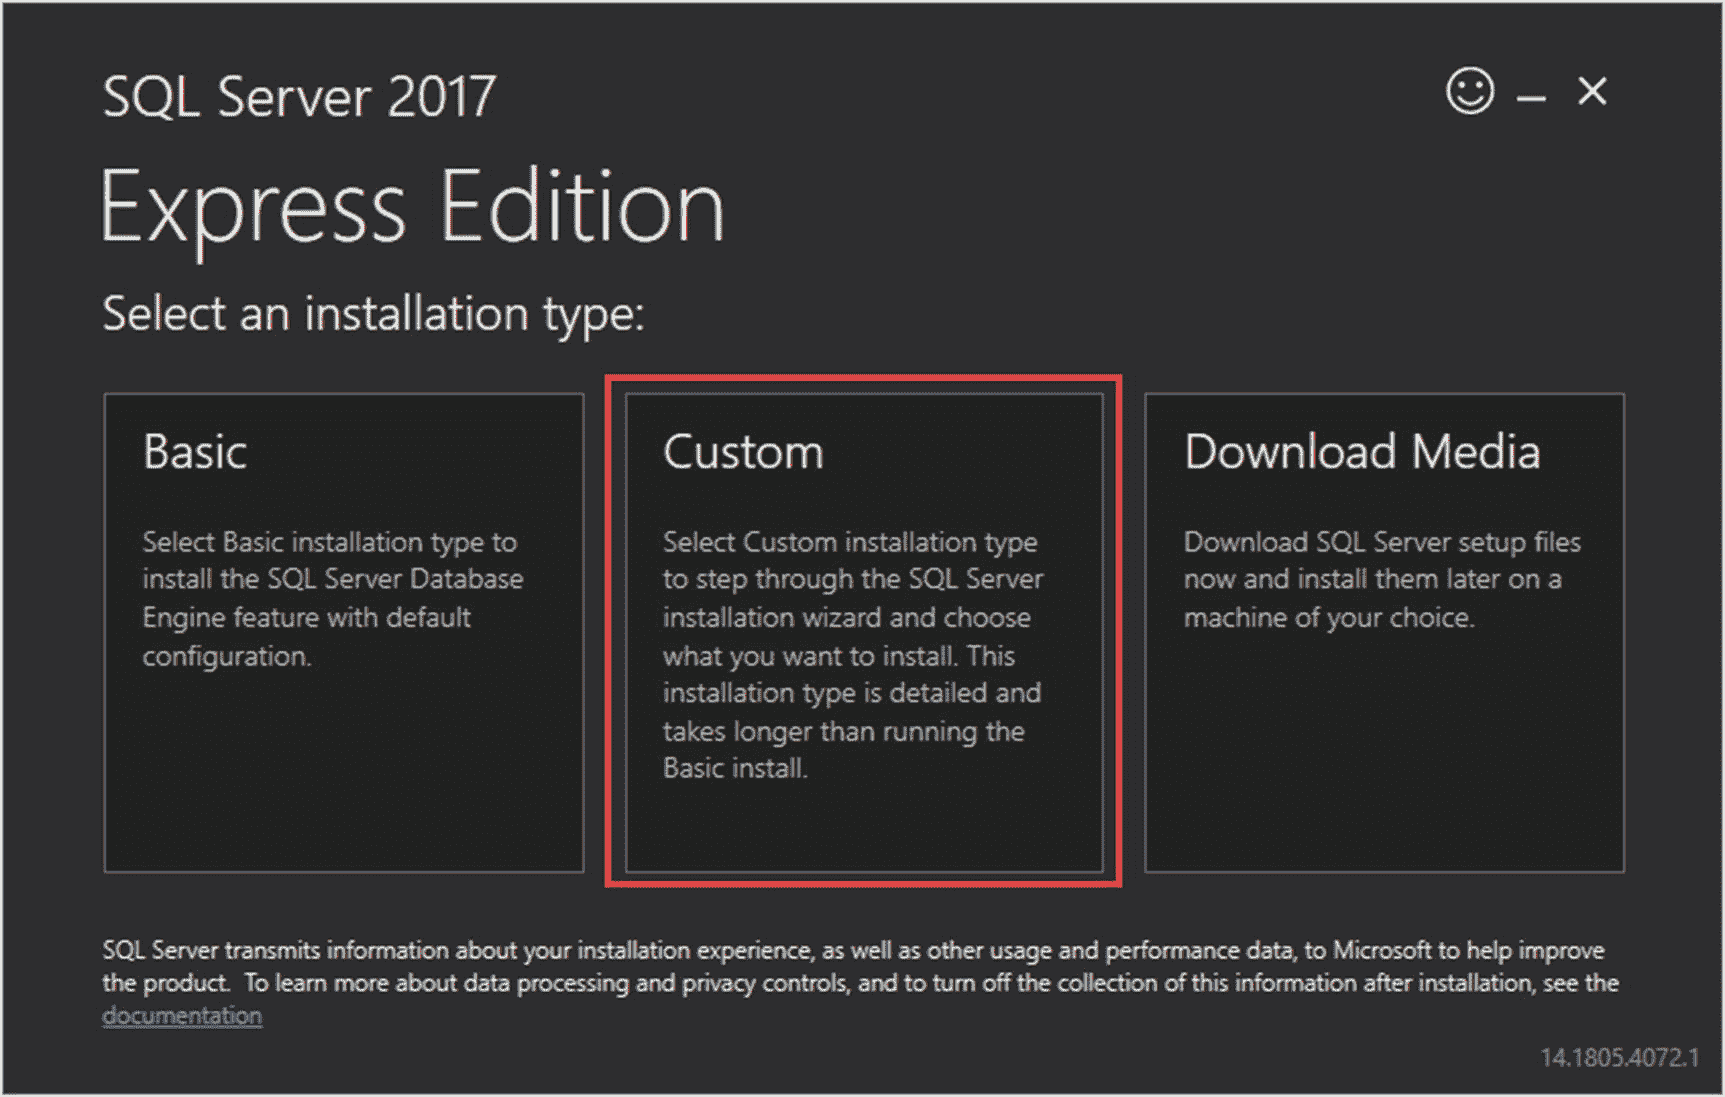 SQL Server 2017
Express Edition
Select an installation type:
Basic
Select Basic installation type to
install the SQL Server Database
Engine feature with default
configuration.
Custom
Select Custom installation type
to step through the SQL Server
installation wizard and choose
what you want to install. This
installation type is detailed and
takes longer than running the
Basic install.
Download Media
Download SQL Server setup files
now and install them later on a
machine of your choice.
SQL Server transmits information about your installation experience, as well as other usage and performance data, to Microsoft to help improve
the product.  To learn more about data processing and privacy controls, and to turn off the collection of this information after installation, see the
documentation
14.1805.4072.1